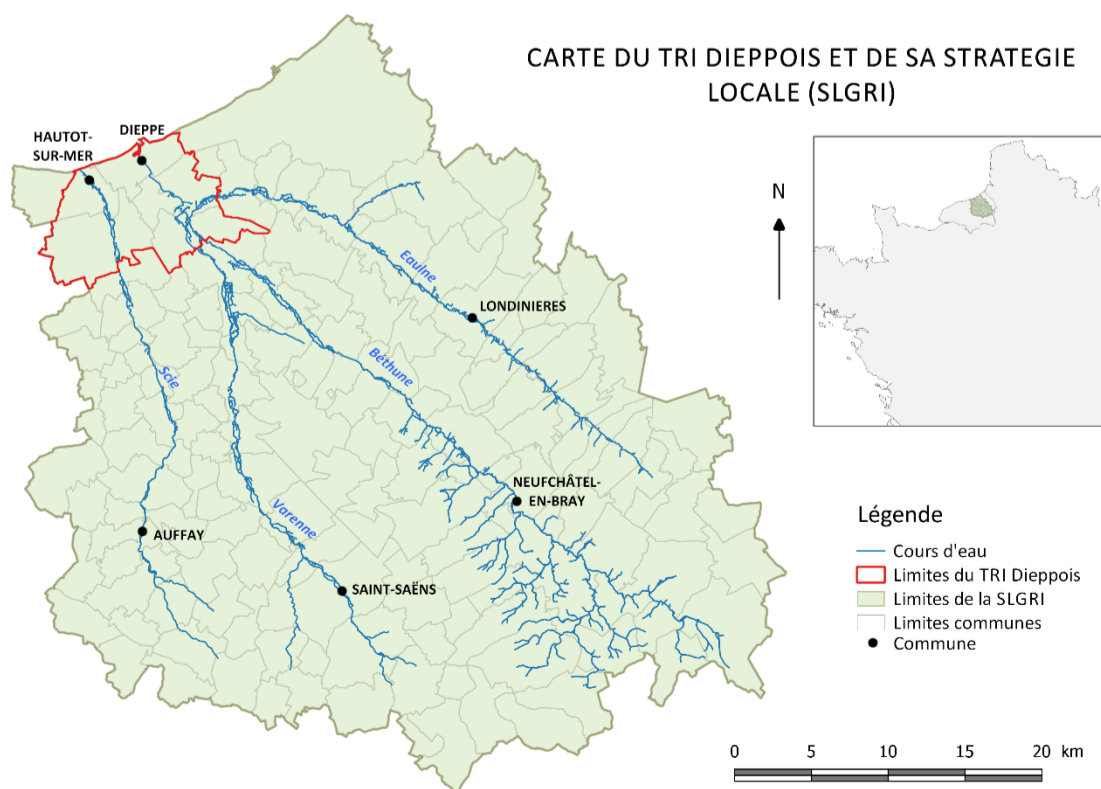 CARTE DU TRI DIEPPOIS ET DE SA STRATEGIE
LOCALE (SLGRI)
DIEPPE
HAUTOT-
SUR-MER
N
Eaulne
LONDINIERES
Béthune
Scie
NEUFCHÂTEL-
EN-BRAY
Varenne
AUFFAY
SAINT-SAËNS
Légende
Cours d'eau
Limites du TRI Dieppois
Limites de la SLGRI
Limites communes
Commune
0 5 10 15 20 km